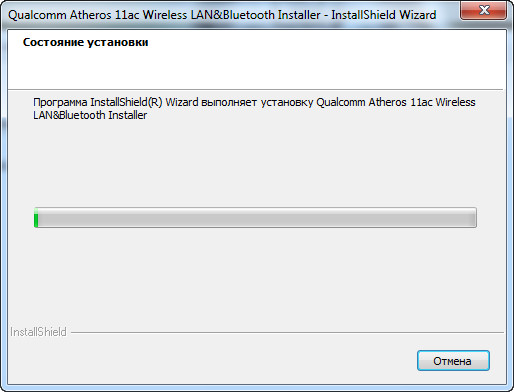 Qualcomm Atheros 11ac Wireless LAN&Bluetooth Installer - InstallShield Wizard
Состояние установки
Программа InstallShield(R) Wizard выполняет установку Qualcomm Atheros 11ac Wireless
LAN&Bluetooth Installer
InstallShield
Отмена